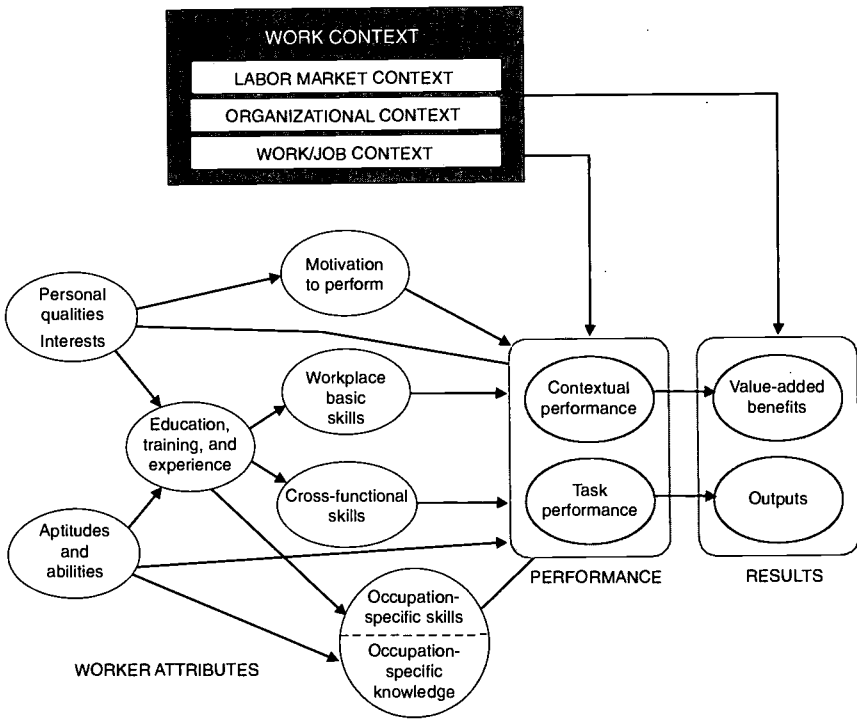 WORK CONTEXT
LABOR MARKET CONTEXT
ORGANIZATIONAL CONTEXT
WORK/JOB CONTEXT
Motivation
to perform
Personal
qualities
Interests
Workplace
basic
skills
Contextual
performance
Value-added
benefits
Education,
training, and
experience
Cross-functional
skills
Task
performance
Outputs
Aptitudes
and
abilities
PERFORMANCE
RESULTS
Occupation-
specific skills
Occupation-
specific
knowledge
WORKER ATTRIBUTES